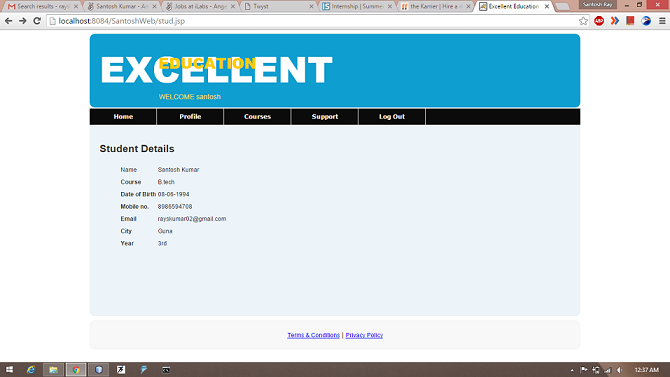 Search results - rays
Santosh Kumar - An
Jobs at iLabs - Ange
Twyst
Internship | Summer
the Karrier | Hire a
Excellent Education
Santosh Ray
localhost:8084/SantoshWeb/stud.jsp
EXCELLENT
EDUCATION
WELCOME santosh
Home Profile Courses Support Log Out
Student Details
Name Santosh Kumar
Course B.tech
Date of Birth 08-06-1994
Mobile no. 8986594708
Email rayskumar02@gmail.com
City Guna
Year 3rd
Terms & Conditions | Privacy Policy
12:37 AM